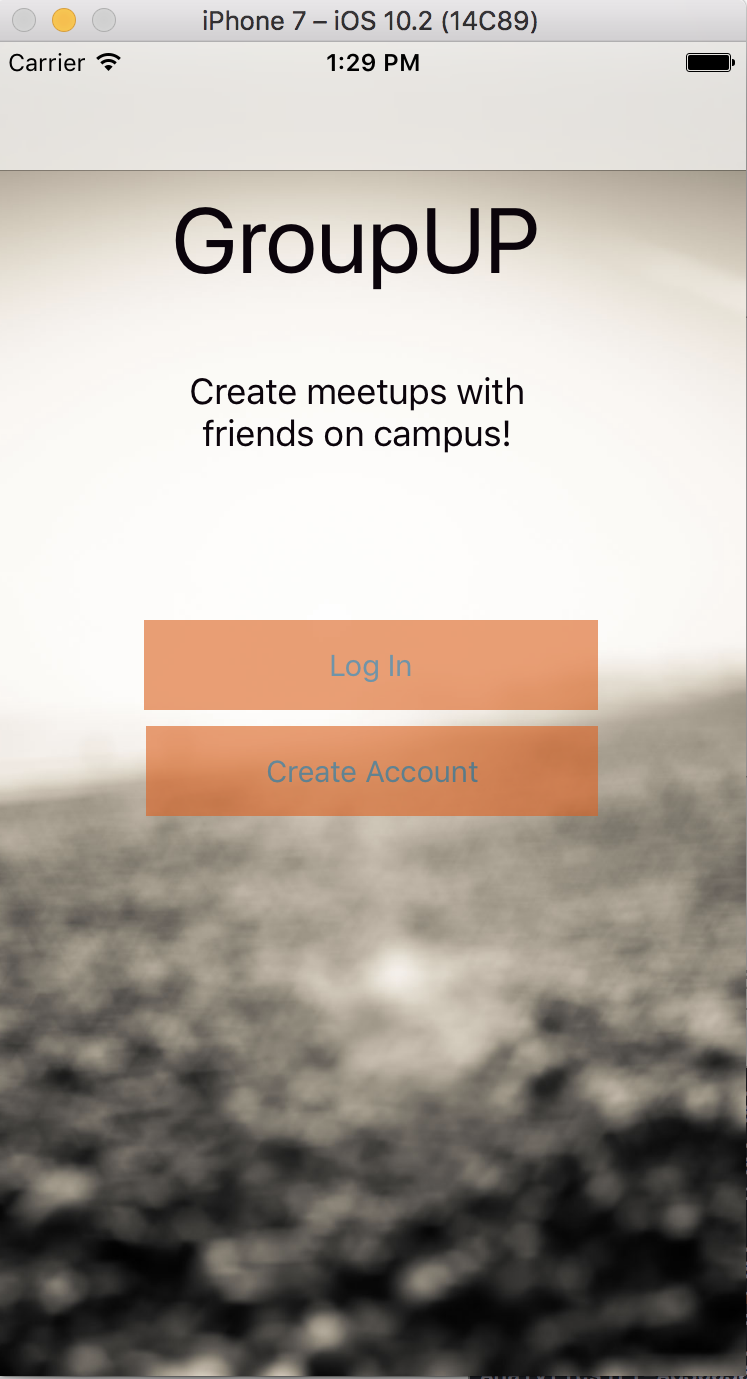 iPhone 7 – iOS 10.2 (14C89)
Carrier 1:29 PM
GroupUP
Create meetups with
friends on campus!
Log In
Create Account